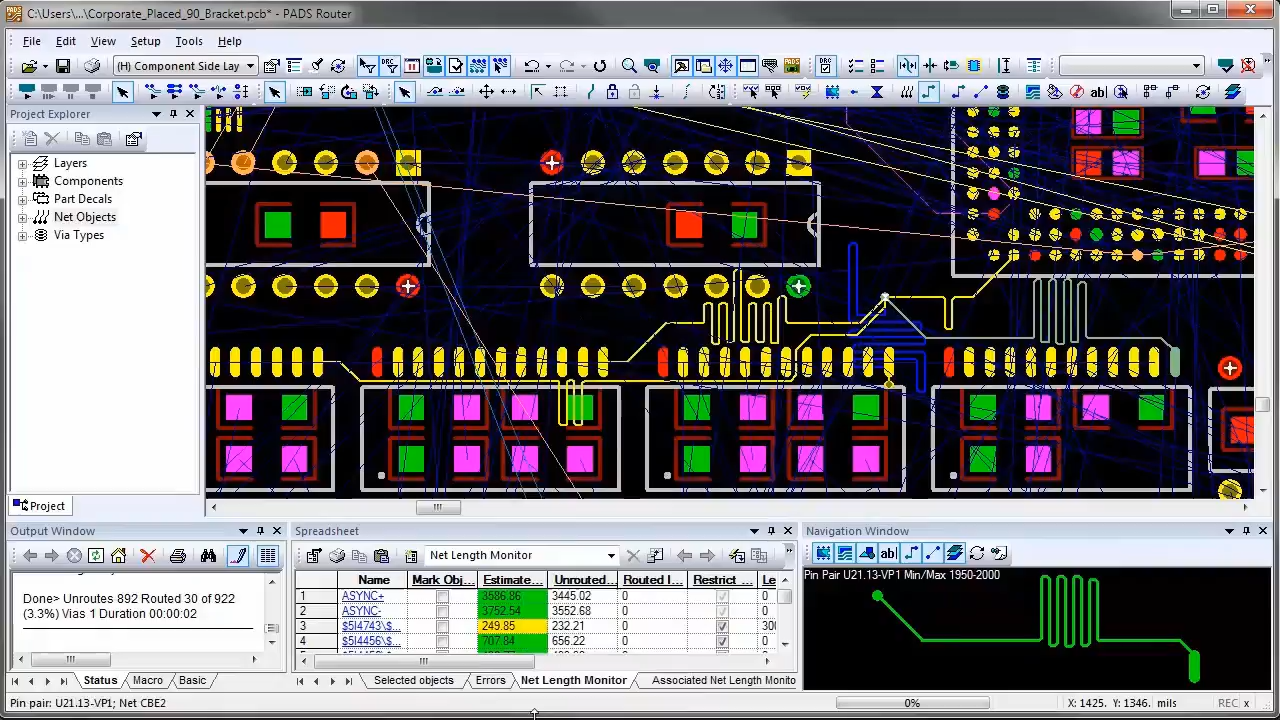 C:\Users\...\Corporate_Placed_90_Bracket.pcb* - PADS Router
File Edit View Setup Tools Help
(H) Component Side Lay
Project Explorer
Layers
Components
Part Decals
Net Objects
Via Types
Project
Output Window
Done> Unroutes 892 Routed 30 of 922
(3.3%) Vias 1 Duration 00:00:02
Status Macro Basic
Spreadsheet
Net Length Monitor
Name Mark Obj... Estimate... Unrouted... Routed l... Restrict ... Le
1 ASYNC+ 3586.86 3445.02 0 0
2 ASYNC- 3752.54 3552.68 0 0
3 $5I4743\$... 249.85 232.21 0 300
4 $5I4456\$... 707.84 656.22 0 0
Selected objects Errors Net Length Monitor Associated Net Length Monito
Navigation Window
Pin Pair U21.13-VP1 Min/Max 1950-2000
Pin pair: U21.13-VP1; Net CBE2
0%
X: 1425. Y: 1346. mils
REC x